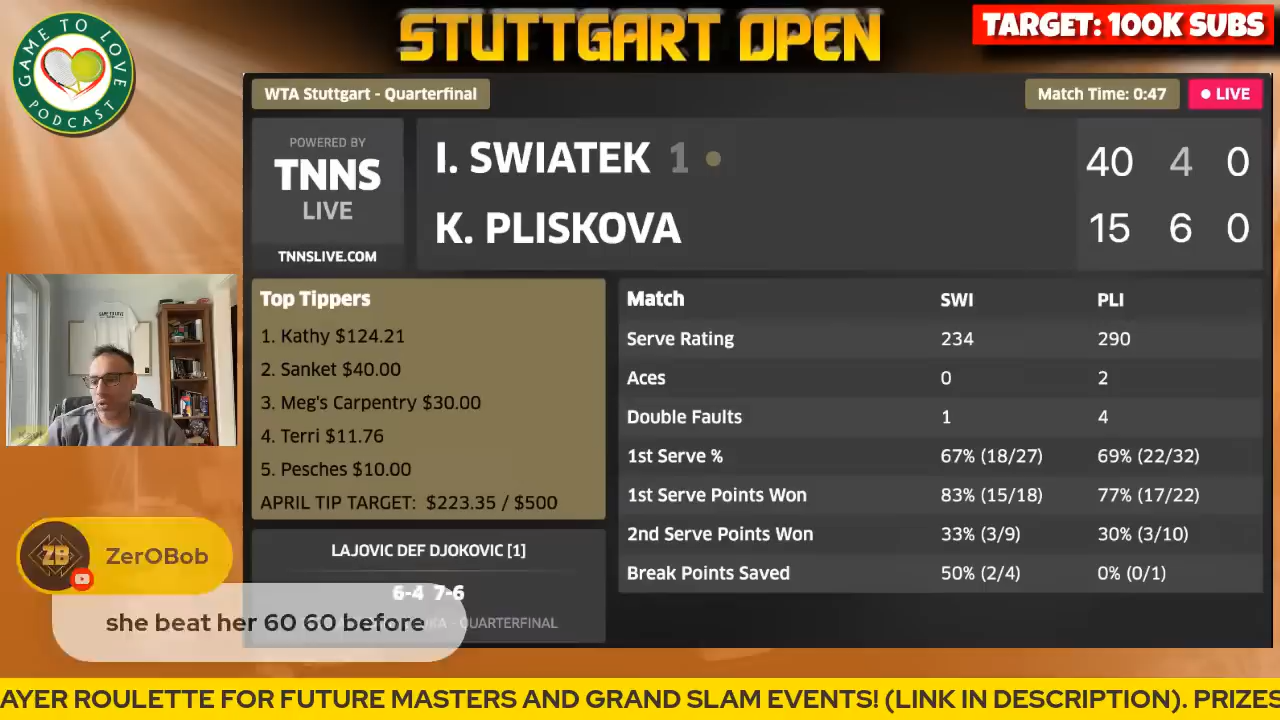 GAME TO LOVE
PODCAST
STUTTGART OPEN
TARGET: 100K SUBS
WTA Stuttgart - Quarterfinal
Match Time: 0:47
LIVE
POWERED BY
TNNS
LIVE
TNNSLIVE.COM
I. SWIATEK 1 40 4 0
K. PLISKOVA 15 6 0
Top Tippers
1. Kathy $124.21
2. Sanket $40.00
3. Meg's Carpentry $30.00
4. Terri $11.76
5. Pesches $10.00
APRIL TIP TARGET: $223.35 / $500
Match SWI PLI
Serve Rating 234 290
Aces 0 2
Double Faults 1 4
1st Serve % 67% (18/27) 69% (22/32)
1st Serve Points Won 83% (15/18) 77% (17/22)
2nd Serve Points Won 33% (3/9) 30% (3/10)
Break Points Saved 50% (2/4) 0% (0/1)
LAJOVIC DEF DJOKOVIC [1]
6-4 7-6
QUARTERFINAL
ZB
ZerOBob
she beat her 60 60 before
AYER ROULETTE FOR FUTURE MASTERS AND GRAND SLAM EVENTS! (LINK IN DESCRIPTION). PRIZES